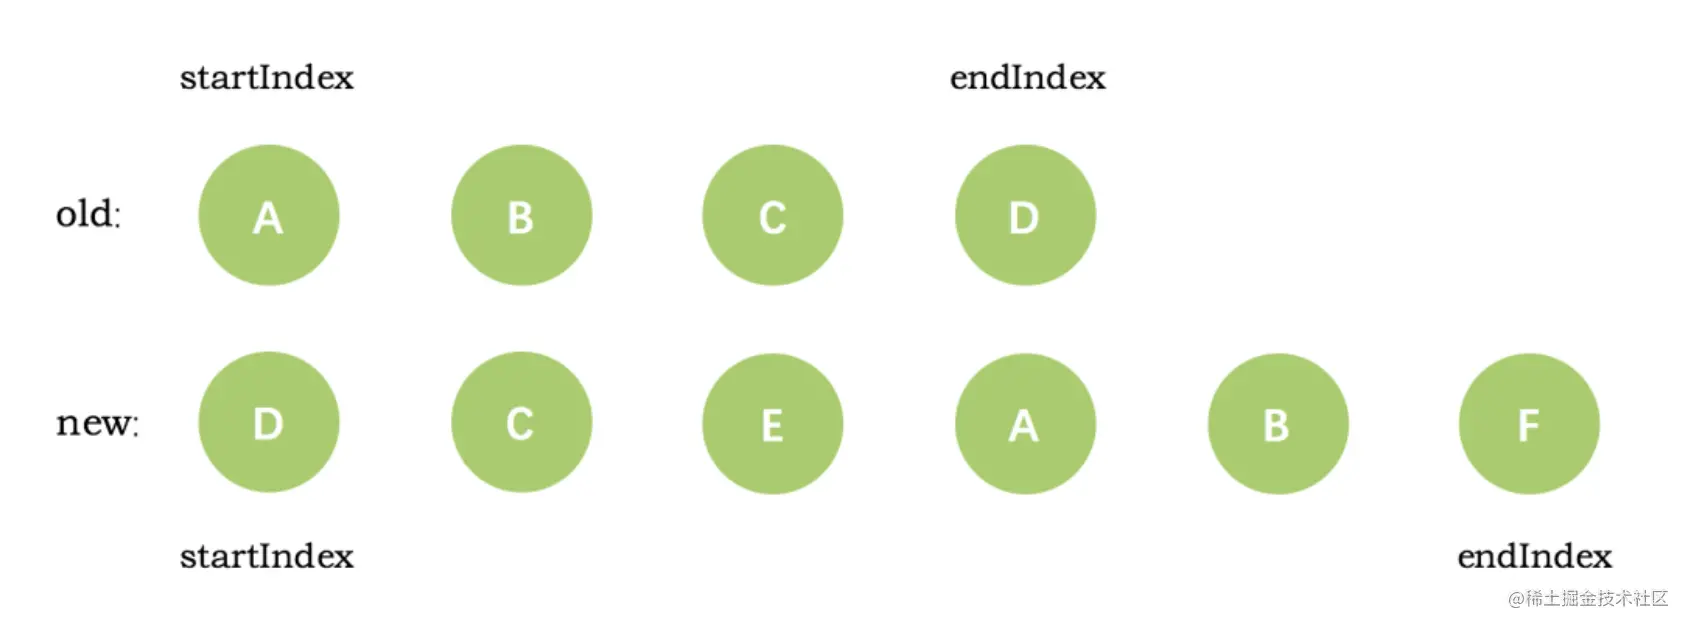 startIndex endIndex
old: A B C D
new: D C E A B F
startIndex endIndex
@稀土掘金技术社区